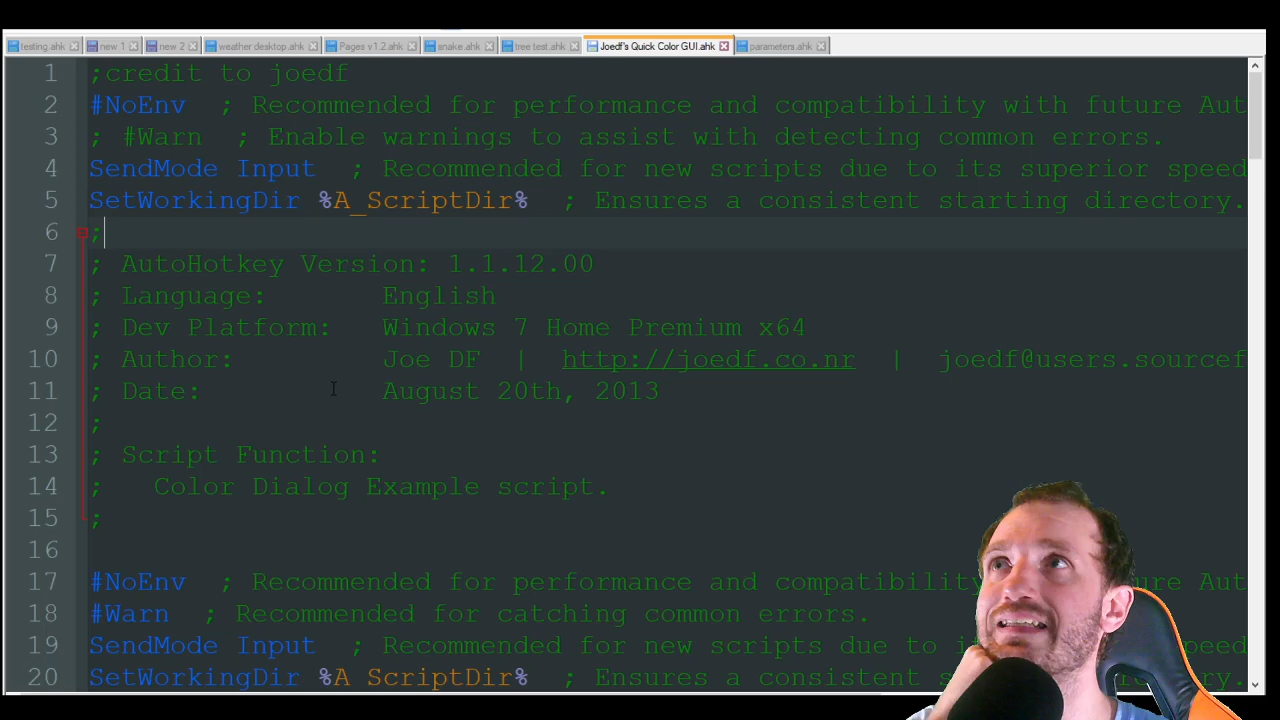 testing.ahk new 1 new 2 weather desktop.ahk Pages v1.2.ahk snake.ahk tree test.ahk Joedf's Quick Color GUI.ahk parameters.ahk
1 ;credit to joedf
2 #NoEnv ; Recommended for performance and compatibility with future Aut
3 ; #Warn ; Enable warnings to assist with detecting common errors.
4 SendMode Input ; Recommended for new scripts due to its superior speed
5 SetWorkingDir %A_ScriptDir% ; Ensures a consistent starting directory.
6 ;
7 ; AutoHotkey Version: 1.1.12.00
8 ; Language: English
9 ; Dev Platform: Windows 7 Home Premium x64
10 ; Author: Joe DF | http://joedf.co.nr | joedf@users.sourcef
11 ; Date: August 20th, 2013
12 ;
13 ; Script Function:
14 ; Color Dialog Example script.
15 ;
16
17 #NoEnv ; Recommended for performance and compatibility ure Aut
18 #Warn ; Recommended for catching common errors.
19 SendMode Input ; Recommended for new scripts due to i peed
20 SetWorkingDir %A_ScriptDir% ; Ensures a consistent sta ory.